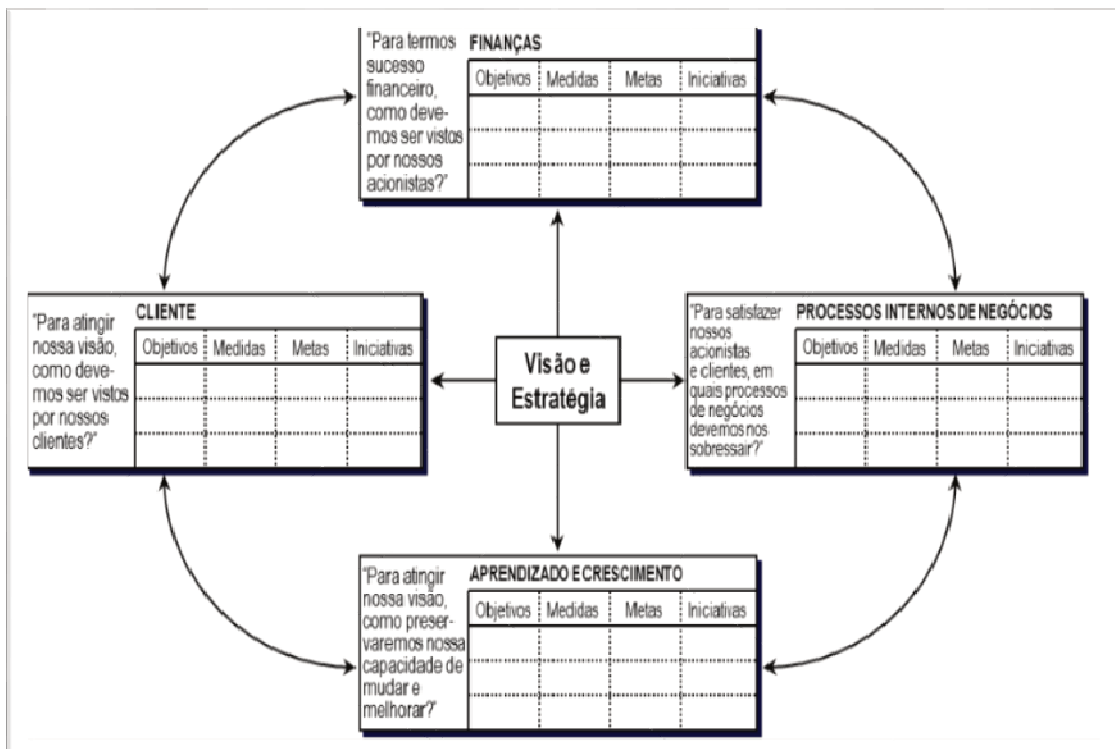 "Para termos
sucesso
financeiro,
como deve-
mos ser vistos
por nossos
acionistas?"
FINANÇAS
Objetivos Medidas Metas Iniciativas
"Para atingir
nossa visão,
como deve-
mos ser vistos
por nossos
clientes?"
CLIENTE
Objetivos Medidas Metas Iniciativas
Visão e
Estratégia
"Para satisfazer
nossos
acionistas
e clientes, em
quais processos
de negócios
devemos nos
sobressair?"
PROCESSOS INTERNOS DE NEGÓCIOS
Objetivos Medidas Metas Iniciativas
"Para atingir
nossa visão,
como preser-
varemos nossa
capacidade de
mudar e
melhorar?"
APRENDIZADO E CRESCIMENTO
Objetivos Medidas Metas Iniciativas